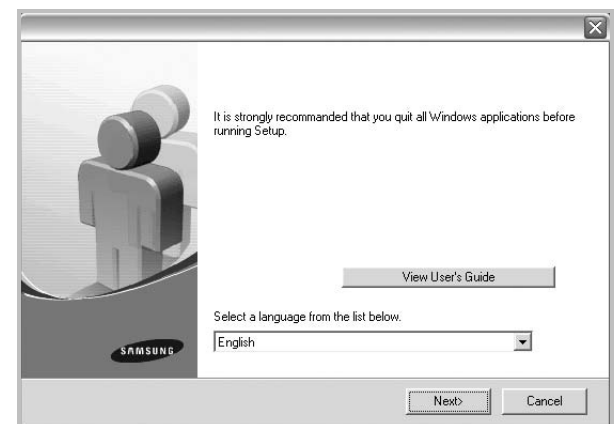 It is strongly recommanded that you quit all Windows applications before
running Setup.
View User's Guide
Select a language from the list below.
English
SAMSUNG
Next>
Cancel